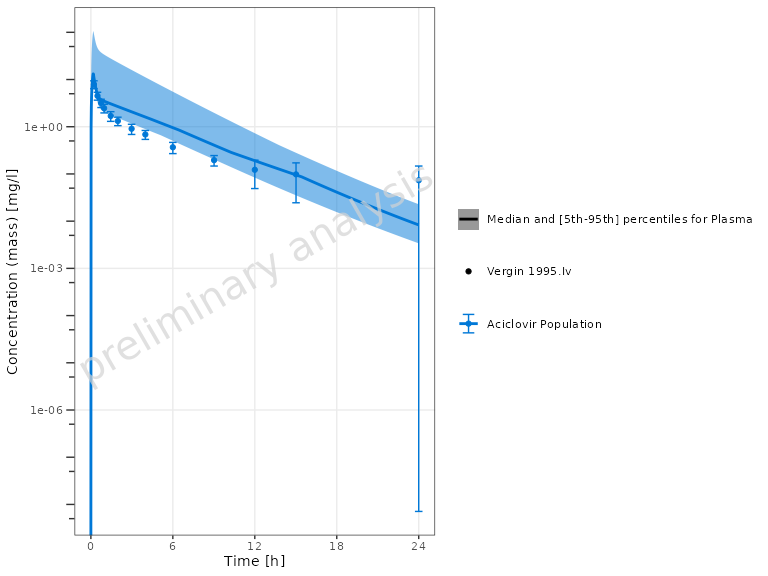 1e+00
1e-03
1e-06
0
6
12
18
24
Time [h]
Concentration (mass) [mg/l]
preliminary analysis
Median and [5th-95th] percentiles for Plasma
Vergin 1995.Iv
Aciclovir Population